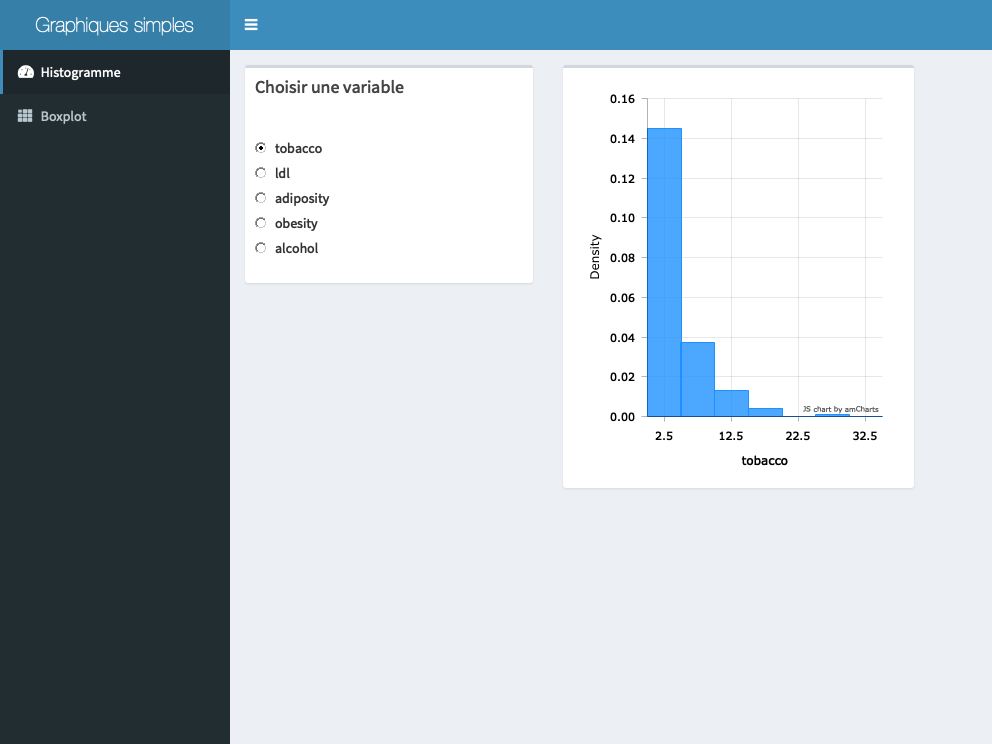 Graphiques simples
Histogramme
Boxplot
Choisir une variable
tobacco
ldl
adiposity
obesity
alcohol
0.16
0.14
0.12
0.10
0.08
0.06
0.04
0.02
0.00
Density
JS chart by amCharts
2.5 12.5 22.5 32.5
tobacco